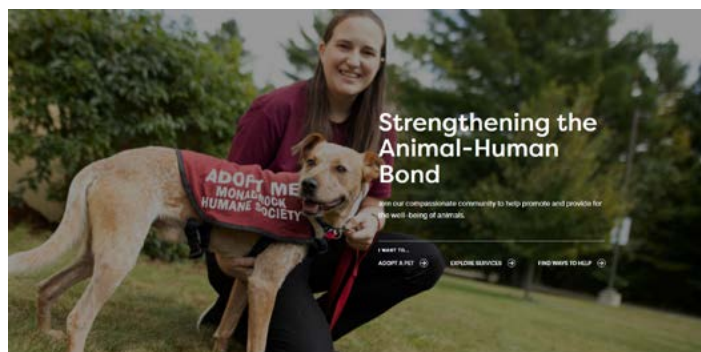 ADOPT ME
MONADNOCK
HUMANE SOCIETY
Strengthening the
Animal-Human
Bond
Join our compassionate community to help promote and provide for
the well-being of animals.
I WANT TO...
ADOPT A PET
EXPLORE SERVICES
FIND WAYS TO HELP